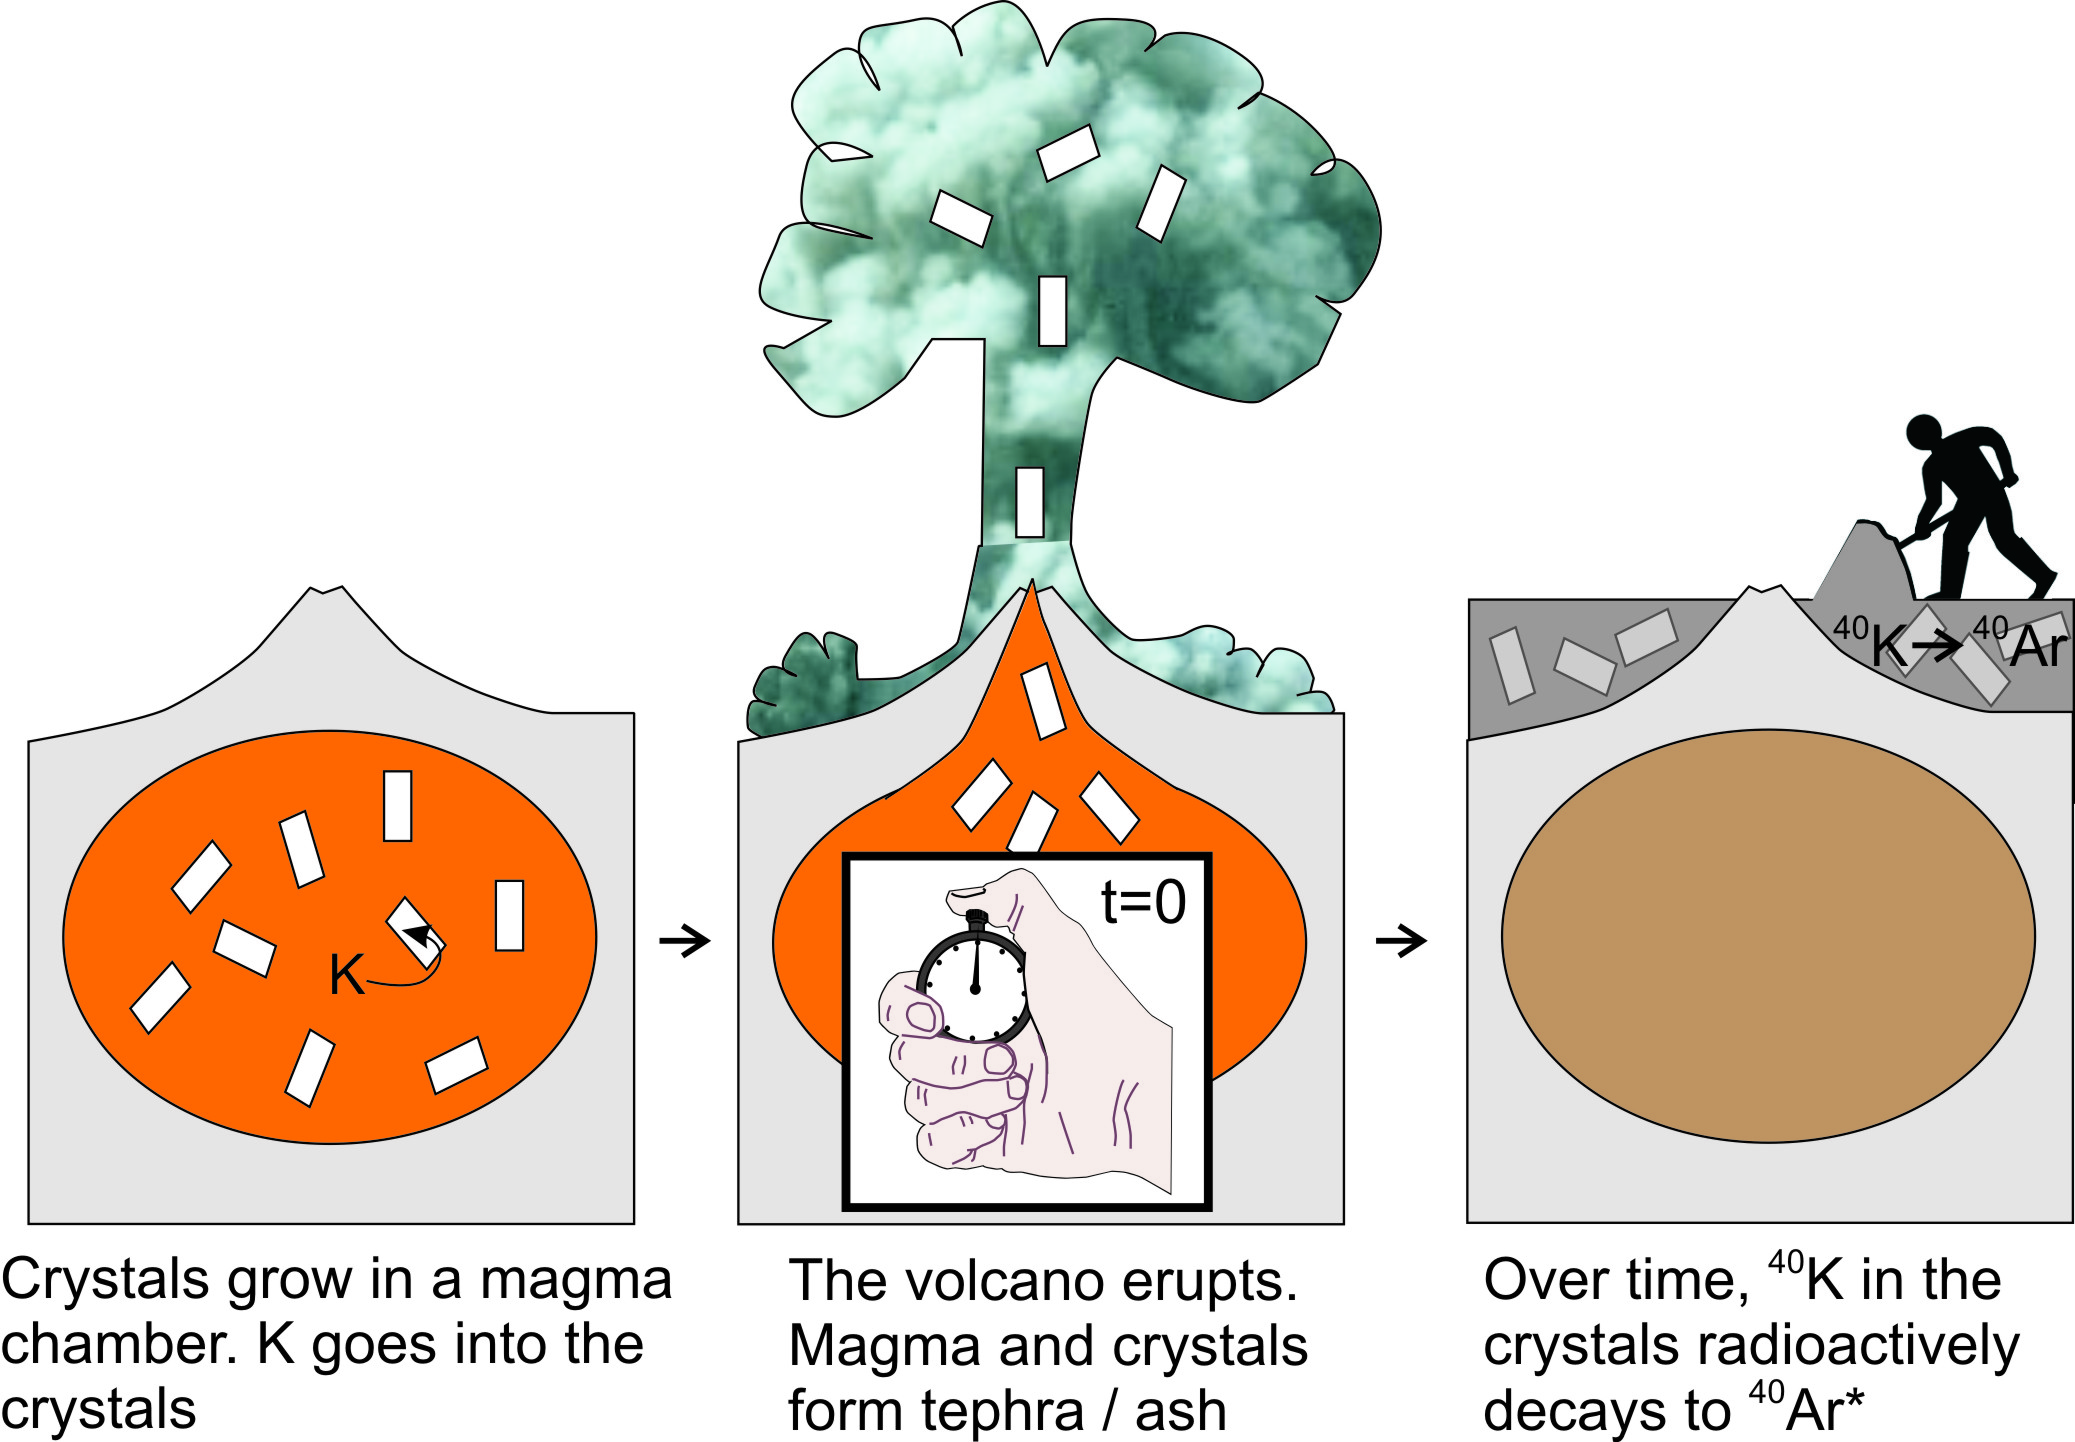 K
t=0
⁴⁰K→⁴⁰Ar
Crystals grow in a magma
chamber. K goes into the
crystals
The volcano erupts.
Magma and crystals
form tephra / ash
Over time, ⁴⁰K in the
crystals radioactively
decays to ⁴⁰Ar*